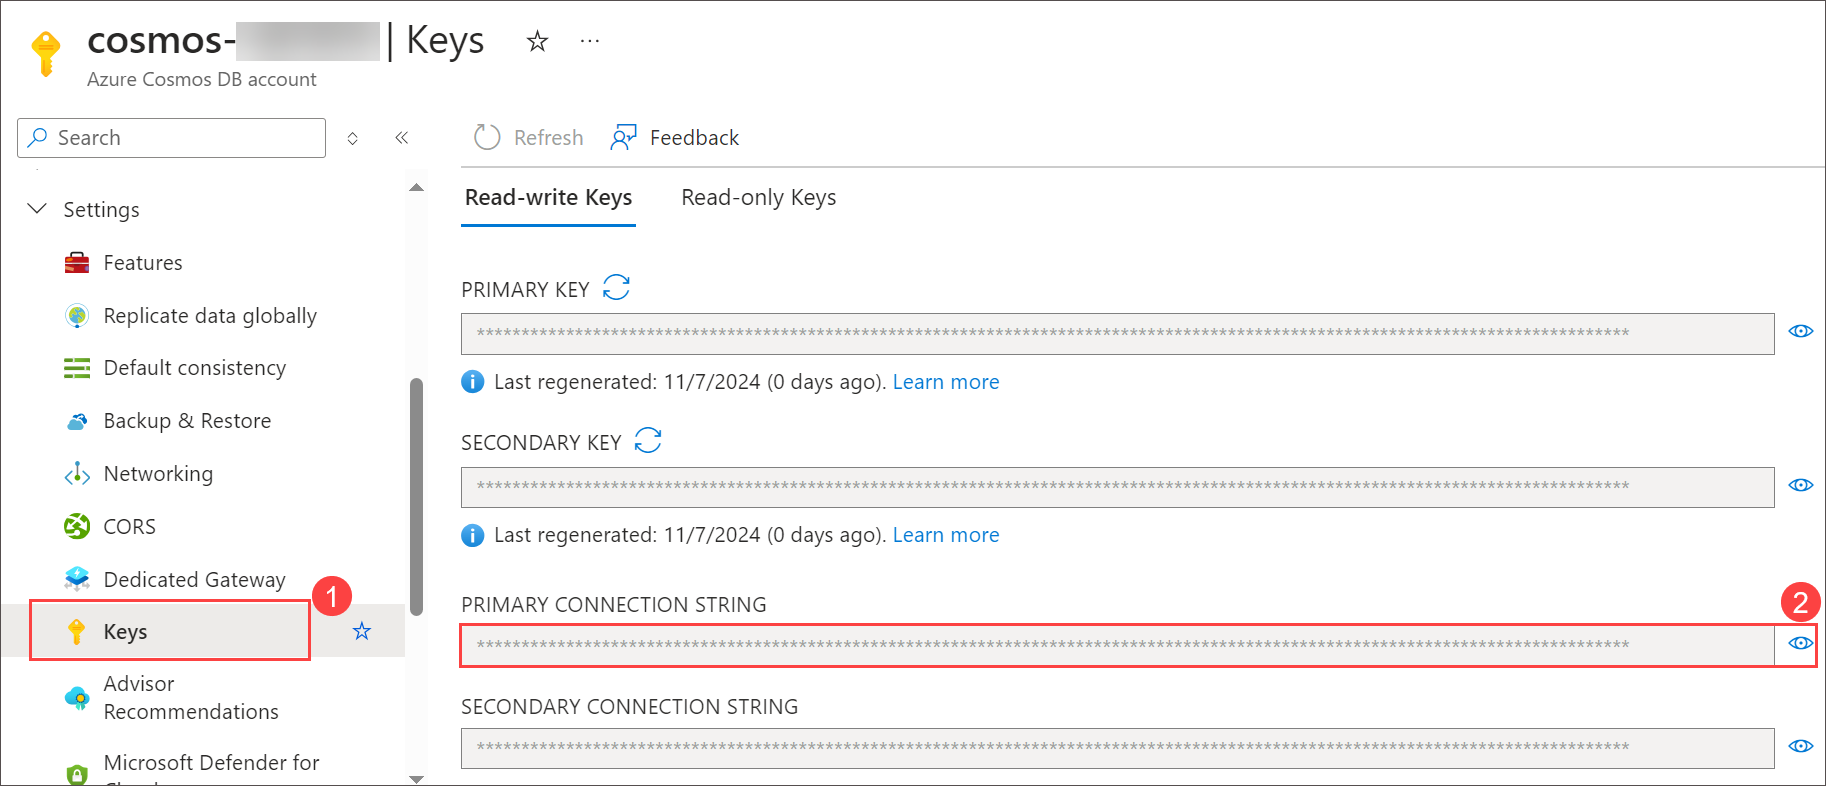 cosmos- | Keys
Azure Cosmos DB account
Search
Refresh
Feedback
Settings
Features
Replicate data globally
Default consistency
Backup & Restore
Networking
CORS
Dedicated Gateway
1
Keys
Advisor
Recommendations
Microsoft Defender for
Read-write Keys
Read-only Keys
PRIMARY KEY
Last regenerated: 11/7/2024 (0 days ago). Learn more
SECONDARY KEY
Last regenerated: 11/7/2024 (0 days ago). Learn more
PRIMARY CONNECTION STRING
2
SECONDARY CONNECTION STRING